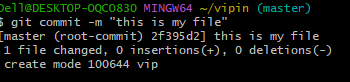 Dell@DESKTOP-OQCO830 MINGW64 ~/vipin (master)
$ git commit -m "this is my file"
[master (root-commit) 2f395d2] this is my file
1 file changed, 0 insertions(+), 0 deletions(-)
create mode 100644 vip